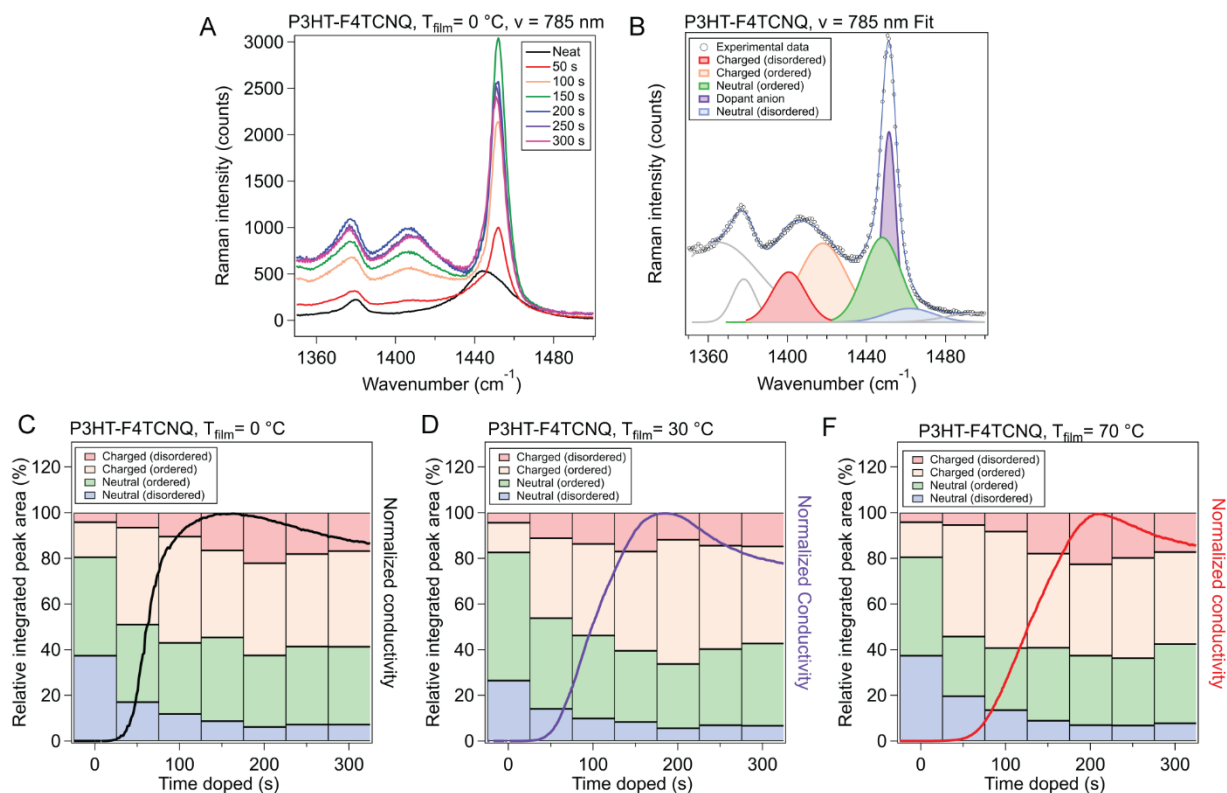 A
P3HT-F4TCNQ, T_film= 0 °C, ν = 785 nm
Raman intensity (counts)
3000
2500
2000
1500
1000
500
0
Neat
50 s
100 s
150 s
200 s
250 s
300 s
1360
1400
1440
1480
Wavenumber (cm⁻¹)
B
P3HT-F4TCNQ, ν = 785 nm Fit
Raman intensity (counts)
Experimental data
Charged (disordered)
Charged (ordered)
Neutral (ordered)
Dopant anion
Neutral (disordered)
1360
1400
1440
1480
Wavenumber (cm⁻¹)
C
P3HT-F4TCNQ, T_film= 0 °C
Relative integrated peak area (%)
120
100
80
60
40
20
0
Charged (disordered)
Charged (ordered)
Neutral (ordered)
Neutral (disordered)
Normalized conductivity
0
100
200
300
Time doped (s)
D
P3HT-F4TCNQ, T_film= 30 °C
Relative integrated peak area (%)
120
100
80
60
40
20
0
Charged (disordered)
Charged (ordered)
Neutral (ordered)
Neutral (disordered)
Normalized Conductivity
0
100
200
300
Time doped (s)
F
P3HT-F4TCNQ, T_film= 70 °C
Relative integrated peak area (%)
120
100
80
60
40
20
0
Charged (disordered)
Charged (ordered)
Neutral (ordered)
Neutral (disordered)
Normalized conductivity
0
100
200
300
Time doped (s)